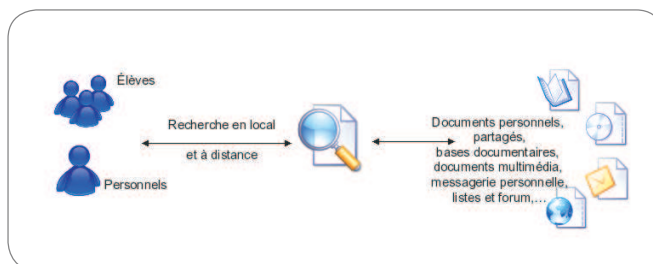 Élèves
Recherche en local
et à distance
Personnels
Documents personnels,
partagés,
bases documentaires,
documents multimédia,
messagerie personnelle,
listes et forum,...